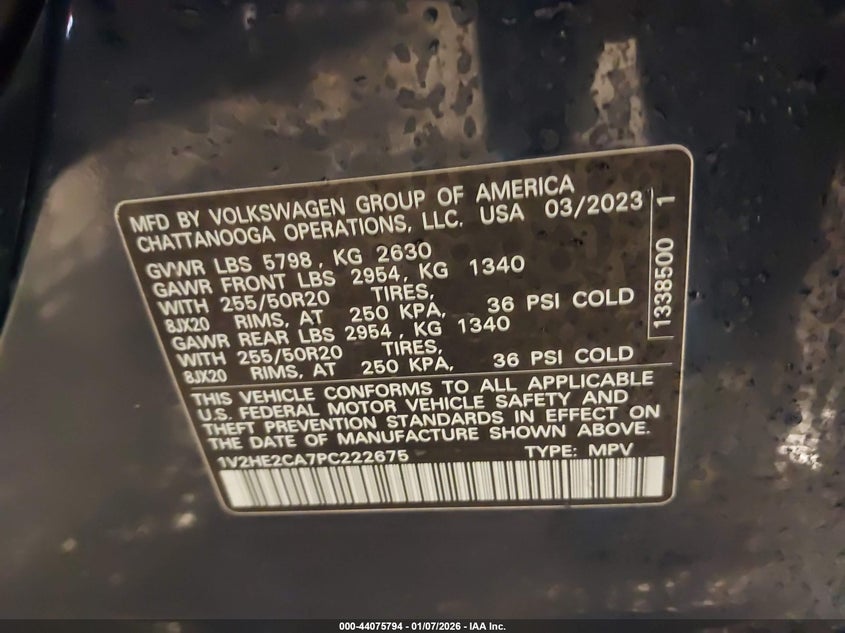 MFD BY VOLKSWAGEN GROUP OF AMERICA
CHATTANOOGA OPERATIONS, LLC. USA 03/2023
GVWR LBS 5798, KG 2630
GAWR FRONT LBS 2954, KG 1340
WITH 255/50R20 TIRES,
8JX20 RIMS, AT 250 KPA, 36 PSI COLD
GAWR REAR LBS 2954, KG 1340
WITH 255/50R20 TIRES,
8JX20 RIMS, AT 250 KPA, 36 PSI COLD
THIS VEHICLE CONFORMS TO ALL APPLICABLE
U.S. FEDERAL MOTOR VEHICLE SAFETY AND
THEFT PREVENTION STANDARDS IN EFFECT ON
THE DATE OF MANUFACTURE SHOWN ABOVE.
1V2HE2CA7PC222675 TYPE: MPV
1338500 1
000-44075794 - 01/07/2026 - IAA Inc.